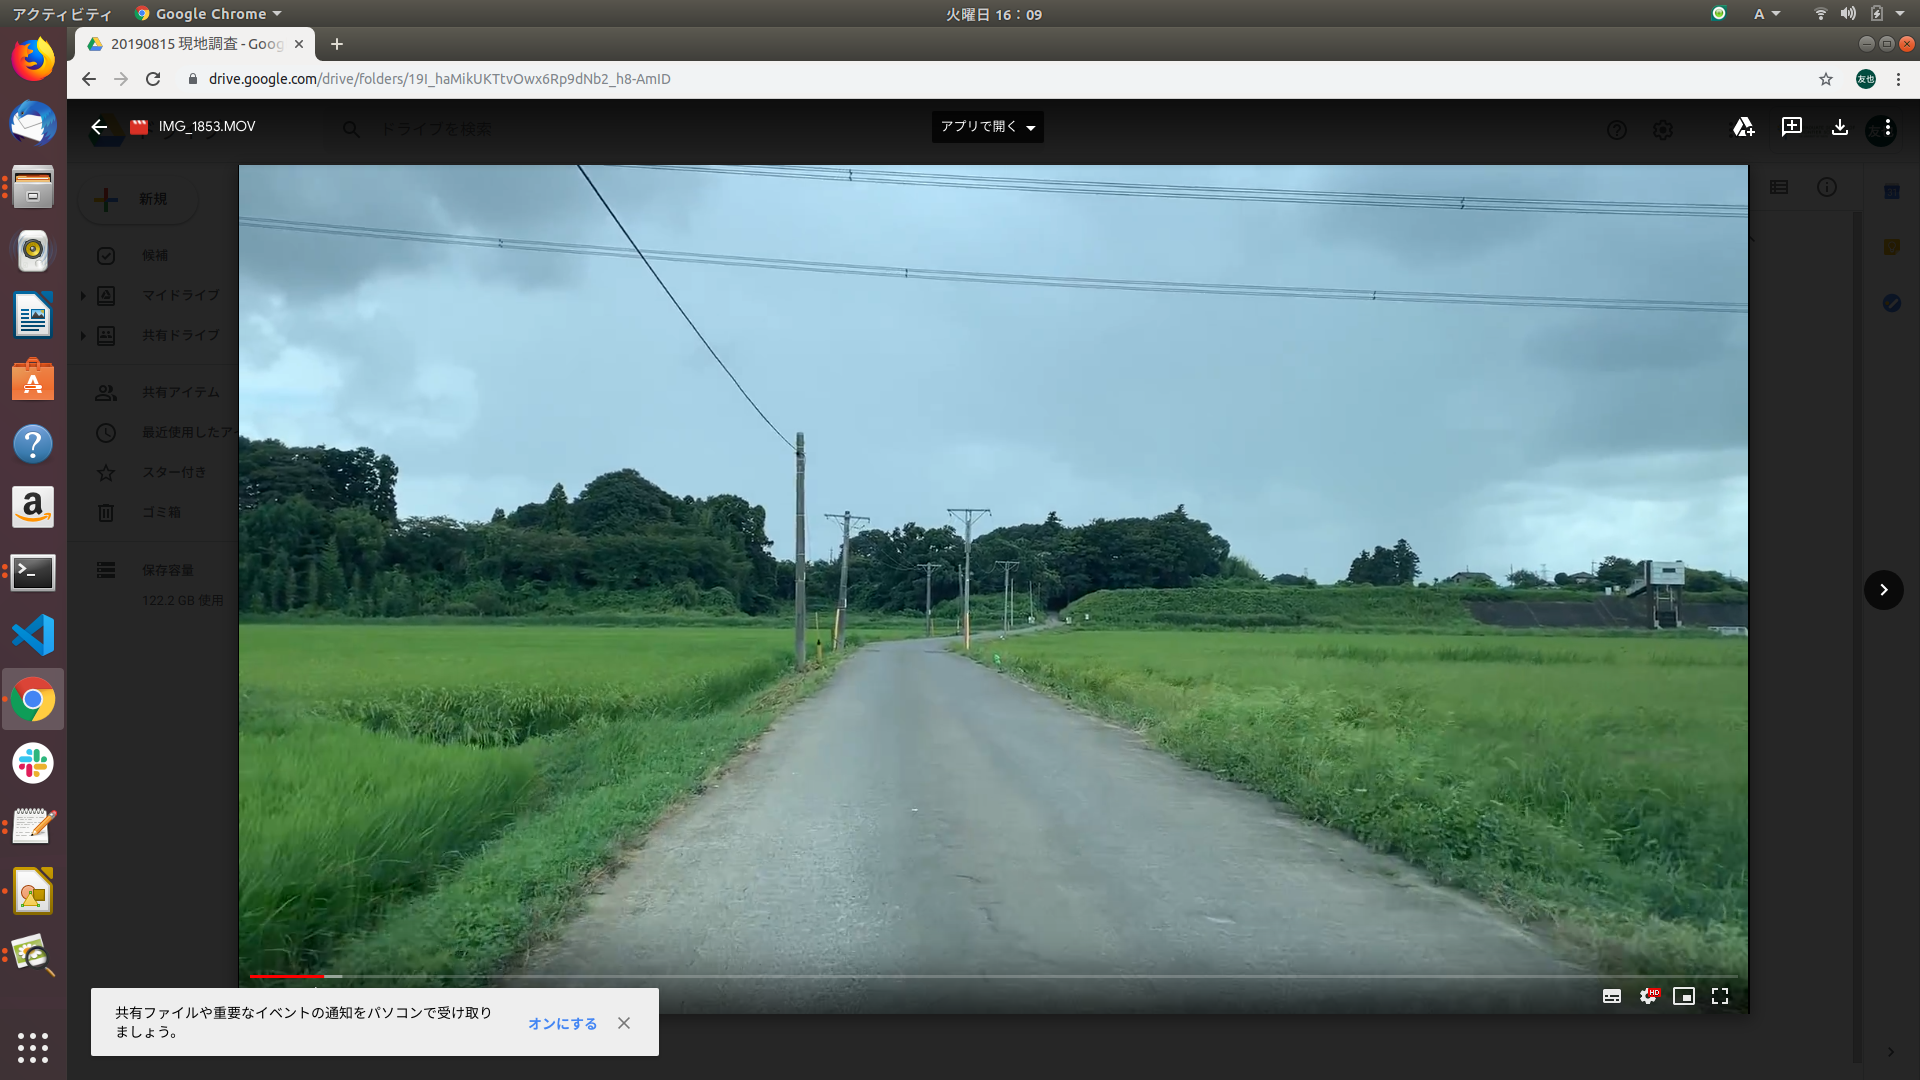 アクティビティ
Google Chrome
火曜日 16：09
A
20190815 現地調査 - Goog
drive.google.com/drive/folders/19I_haMikUKTtvOwx6Rp9dNb2_h8-AmID
友也
IMG_1853.MOV
ドライブを検索
アプリで開く
新規
候補
マイドライブ
共有ドライブ
共有アイテム
最近使用したアイ
スター付き
ゴミ箱
保存容量
122.2 GB 使用
HD
共有ファイルや重要なイベントの通知をパソコンで受け取り
ましょう。
オンにする